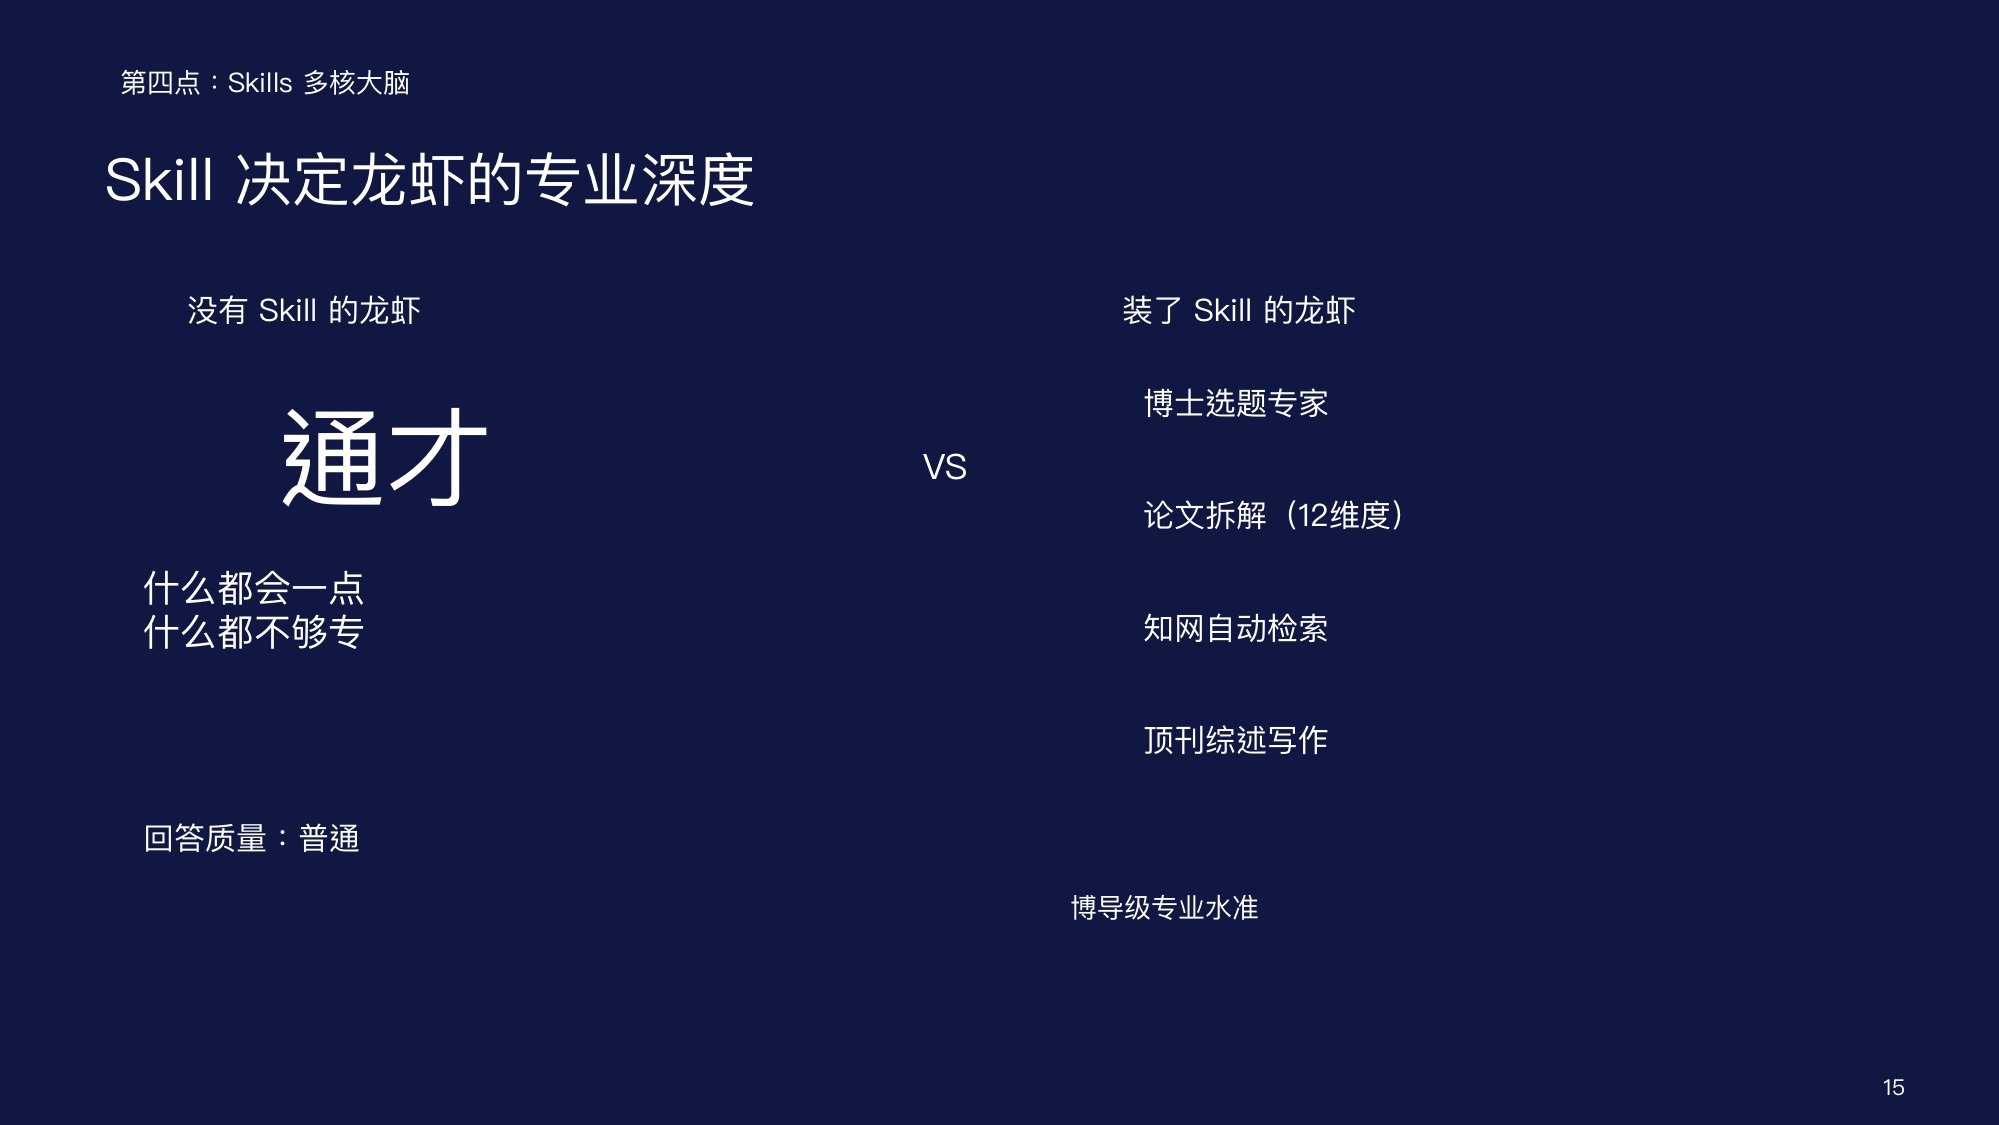 第四点：Skills 多核大脑
Skill 决定龙虾的专业深度
没有 Skill 的龙虾
通才
什么都会一点
什么都不够专
回答质量：普通
VS
装了 Skill 的龙虾
博士选题专家
论文拆解（12维度）
知网自动检索
顶刊综述写作
博导级专业水准
15